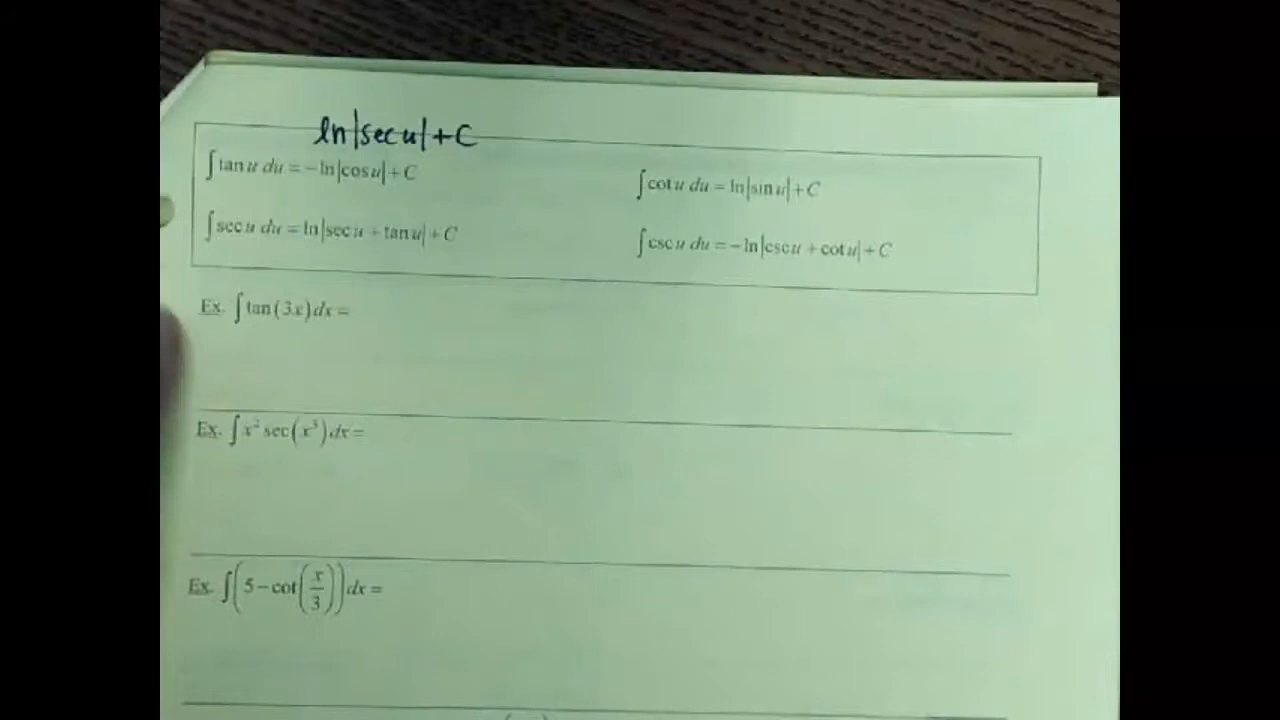 ln|sec u| + C
∫tan u du = −ln|cos u| + C
∫cot u du = ln|sin u| + C
∫sec u du = ln|sec u + tan u| + C
∫csc u du = −ln|csc u + cot u| + C
Ex. ∫tan(3x)dx =
Ex. ∫x² sec(x³)dx =
Ex. ∫(5 − cot(x/3))dx =